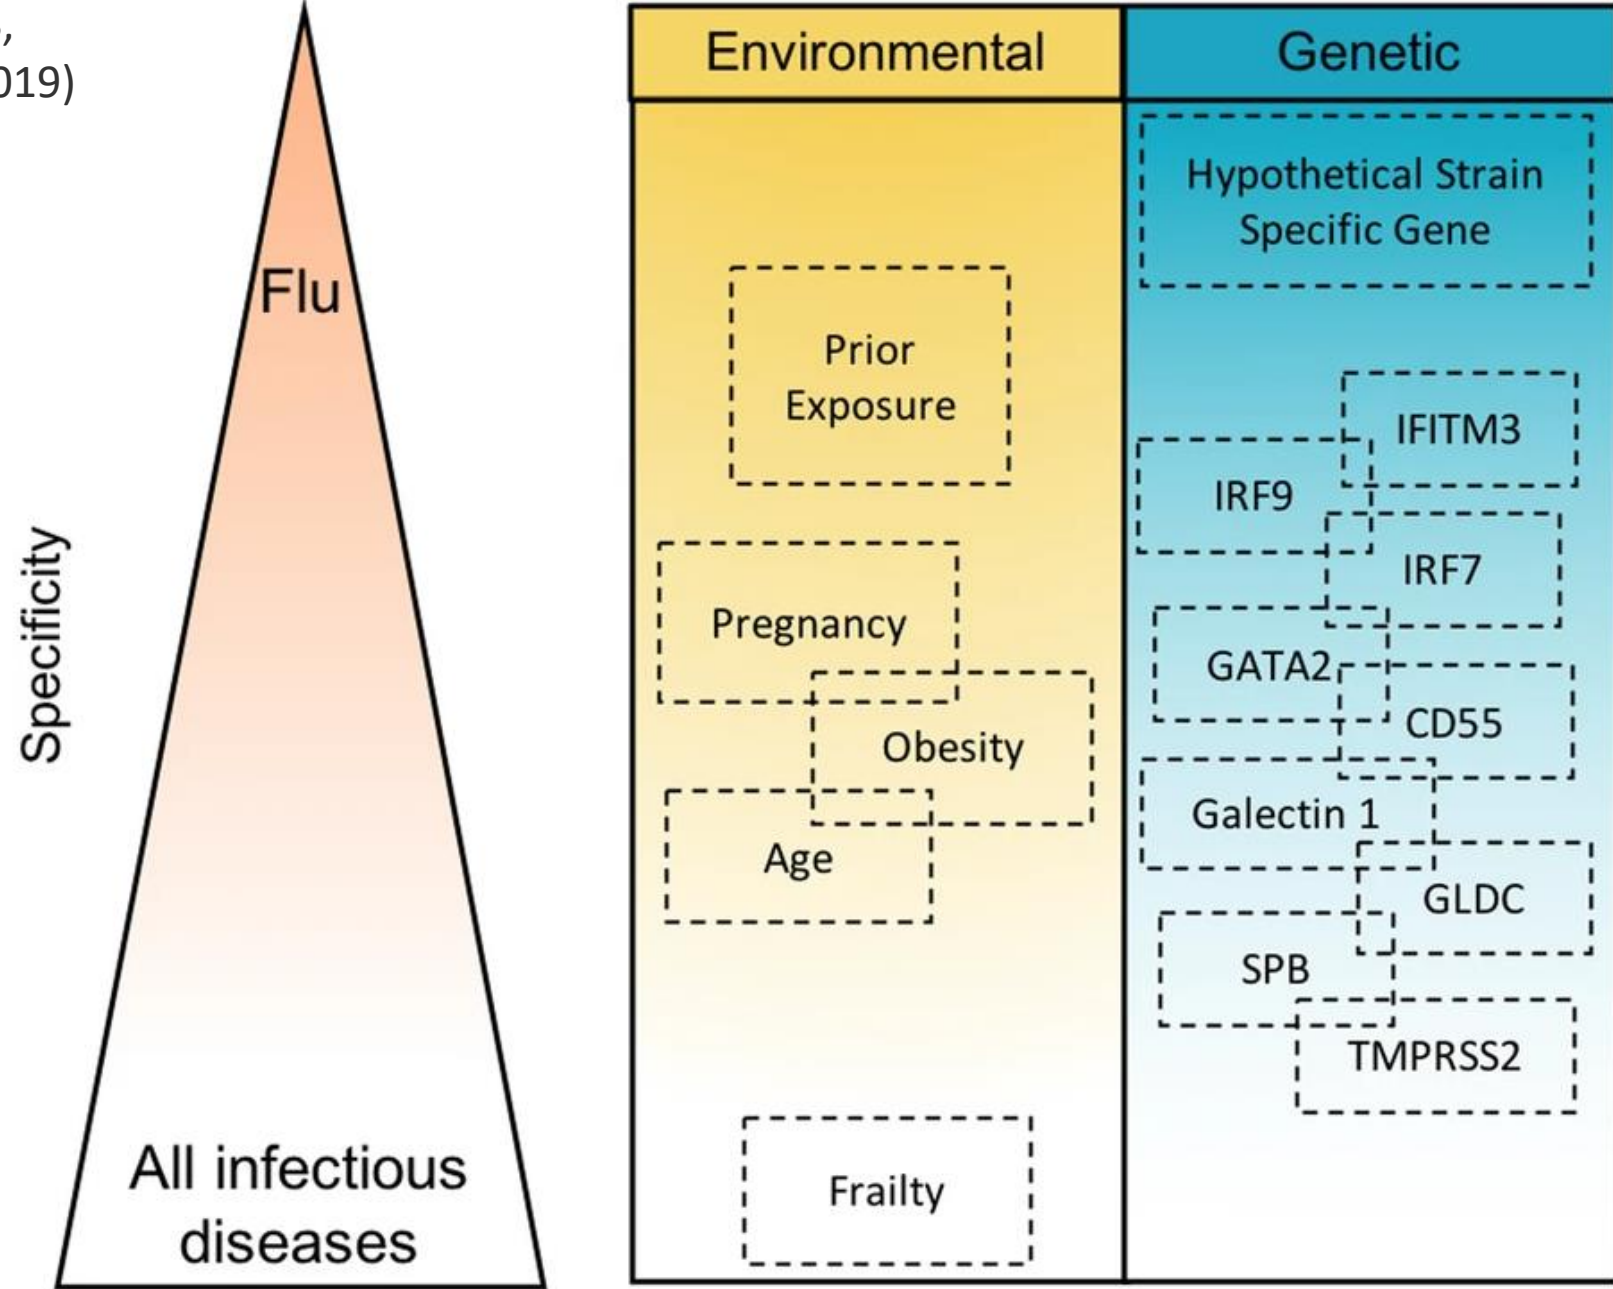 019)
Specificity
Flu
All infectious
diseases
Environmental
Prior
Exposure
Pregnancy
Obesity
Age
Frailty
Genetic
Hypothetical Strain
Specific Gene
IFITM3
IRF9
IRF7
GATA2
CD55
Galectin 1
GLDC
SPB
TMPRSS2